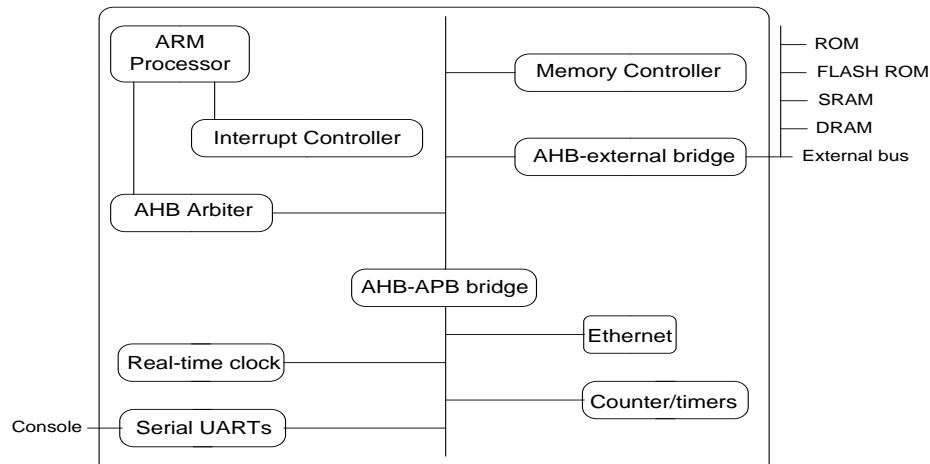 ARM
Processor
Interrupt Controller
AHB Arbiter
Memory Controller
AHB-external bridge
ROM
FLASH ROM
SRAM
DRAM
External bus
AHB-APB bridge
Ethernet
Real-time clock
Counter/timers
Console
Serial UARTs